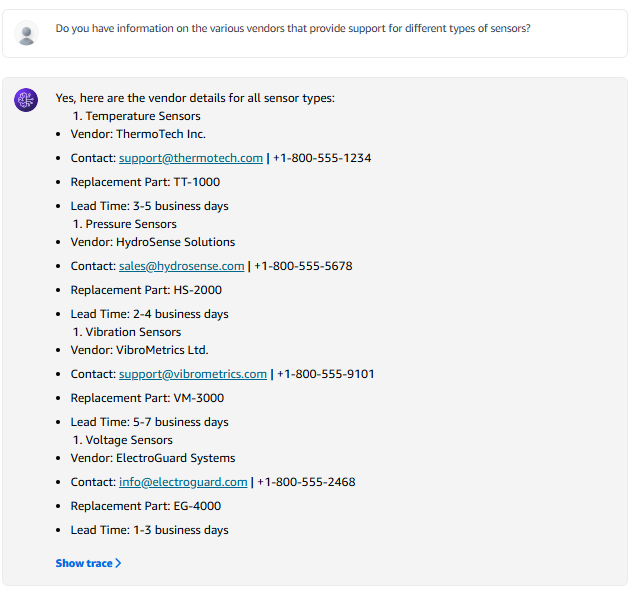 Do you have information on the various vendors that provide support for different types of sensors?
Yes, here are the vendor details for all sensor types:
1. Temperature Sensors
• Vendor: ThermoTech Inc.
• Contact: support@thermotech.com | +1-800-555-1234
• Replacement Part: TT-1000
• Lead Time: 3-5 business days
1. Pressure Sensors
• Vendor: HydroSense Solutions
• Contact: sales@hydrosense.com | +1-800-555-5678
• Replacement Part: HS-2000
• Lead Time: 2-4 business days
1. Vibration Sensors
• Vendor: VibroMetrics Ltd.
• Contact: support@vibrometrics.com | +1-800-555-9101
• Replacement Part: VM-3000
• Lead Time: 5-7 business days
1. Voltage Sensors
• Vendor: ElectroGuard Systems
• Contact: info@electroguard.com | +1-800-555-2468
• Replacement Part: EG-4000
• Lead Time: 1-3 business days
Show trace >